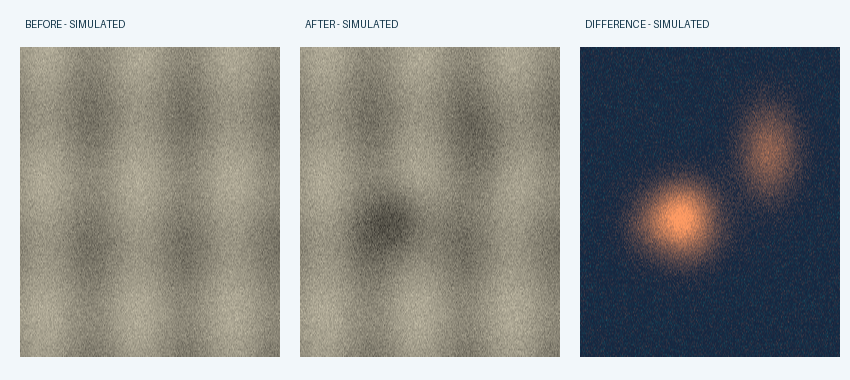 BEFORE - SIMULATED
AFTER - SIMULATED
DIFFERENCE - SIMULATED